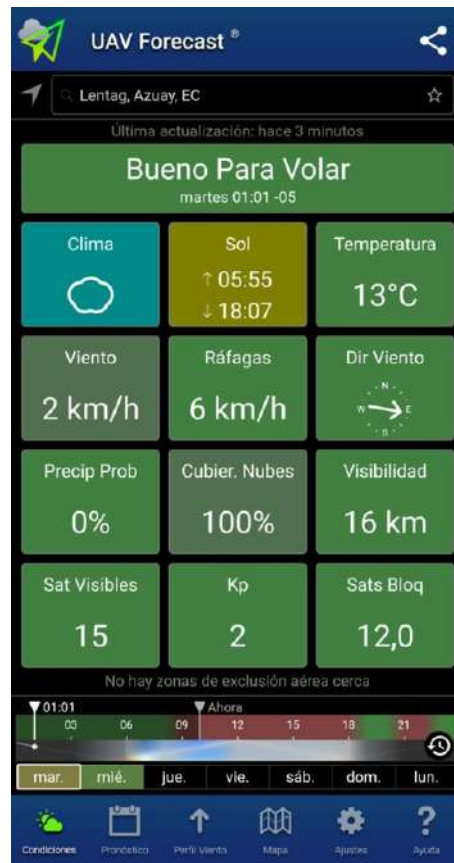 UAV Forecast ®
Lentag, Azuay, EC
Última actualización: hace 3 minutos
Bueno Para Volar
martes 01:01 -05
Clima
Sol
Temperatura
↑ 05:55
↓ 18:07
13°C
Viento
Ráfagas
Dir Viento
2 km/h
6 km/h
N
W E
S
Precip Prob
Cubier. Nubes
Visibilidad
0%
100%
16 km
Sat Visibles
Kp
Sats Bloq
15
2
12,0
No hay zonas de exclusión aérea cerca
01:01 Ahora
03 06 09 12 15 18 21
mar. mié. jue. vie. sáb. dom. lun.
Condiciones Pronóstico Perfil Viento Mapa Ajustes Ayuda